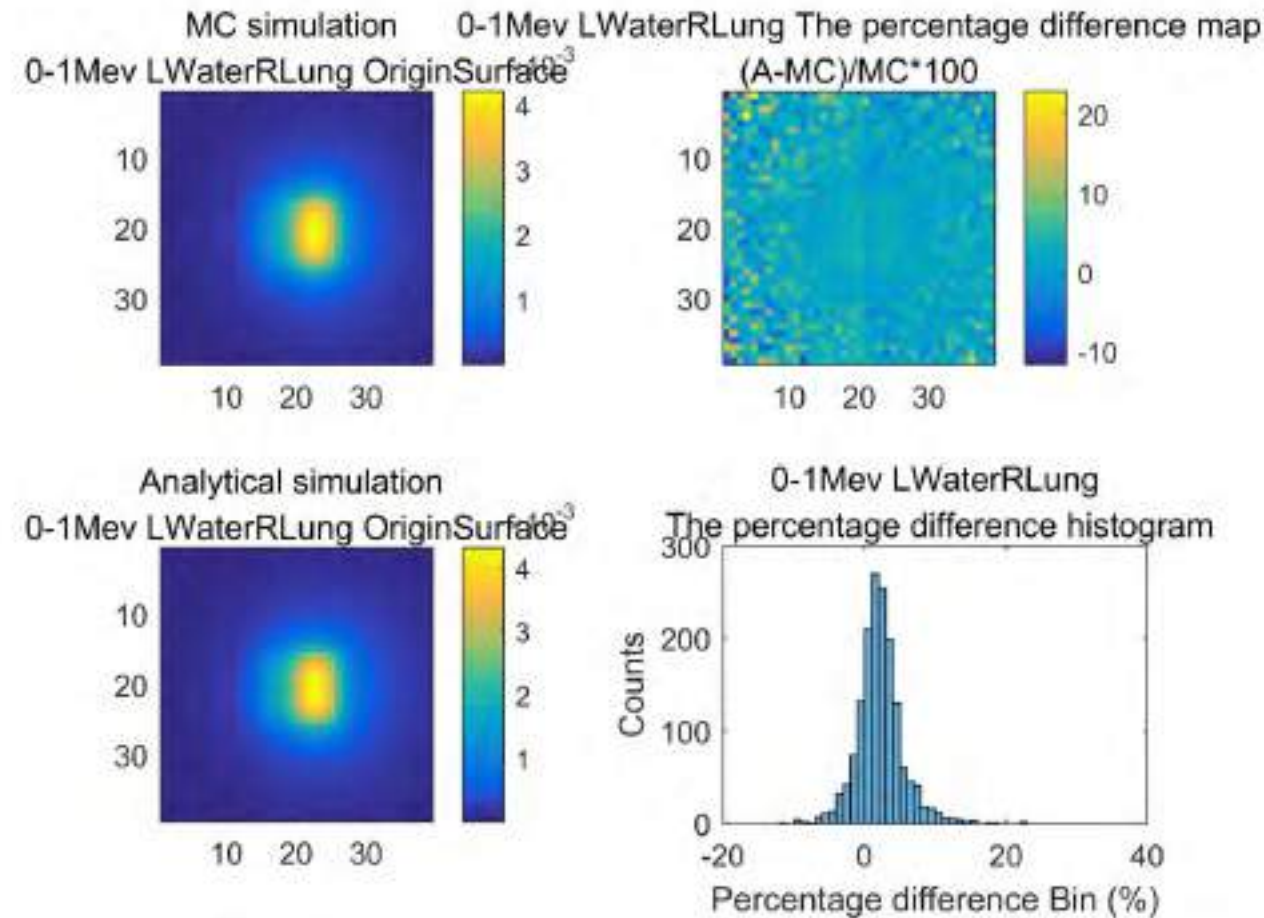 MC simulation
0-1Mev LWaterRLung OriginSurface
4
3
2
1
10
20
30
10 20 30
0-1Mev LWaterRLung The percentage difference map
(A-MC)/MC*100
20
10
0
-10
10
20
30
10 20 30
Analytical simulation
0-1Mev LWaterRLung OriginSurface
4
3
2
1
10
20
30
10 20 30
0-1Mev LWaterRLung
The percentage difference histogram
300
200
100
0
Counts
-20 0 20 40
Percentage difference Bin (%)